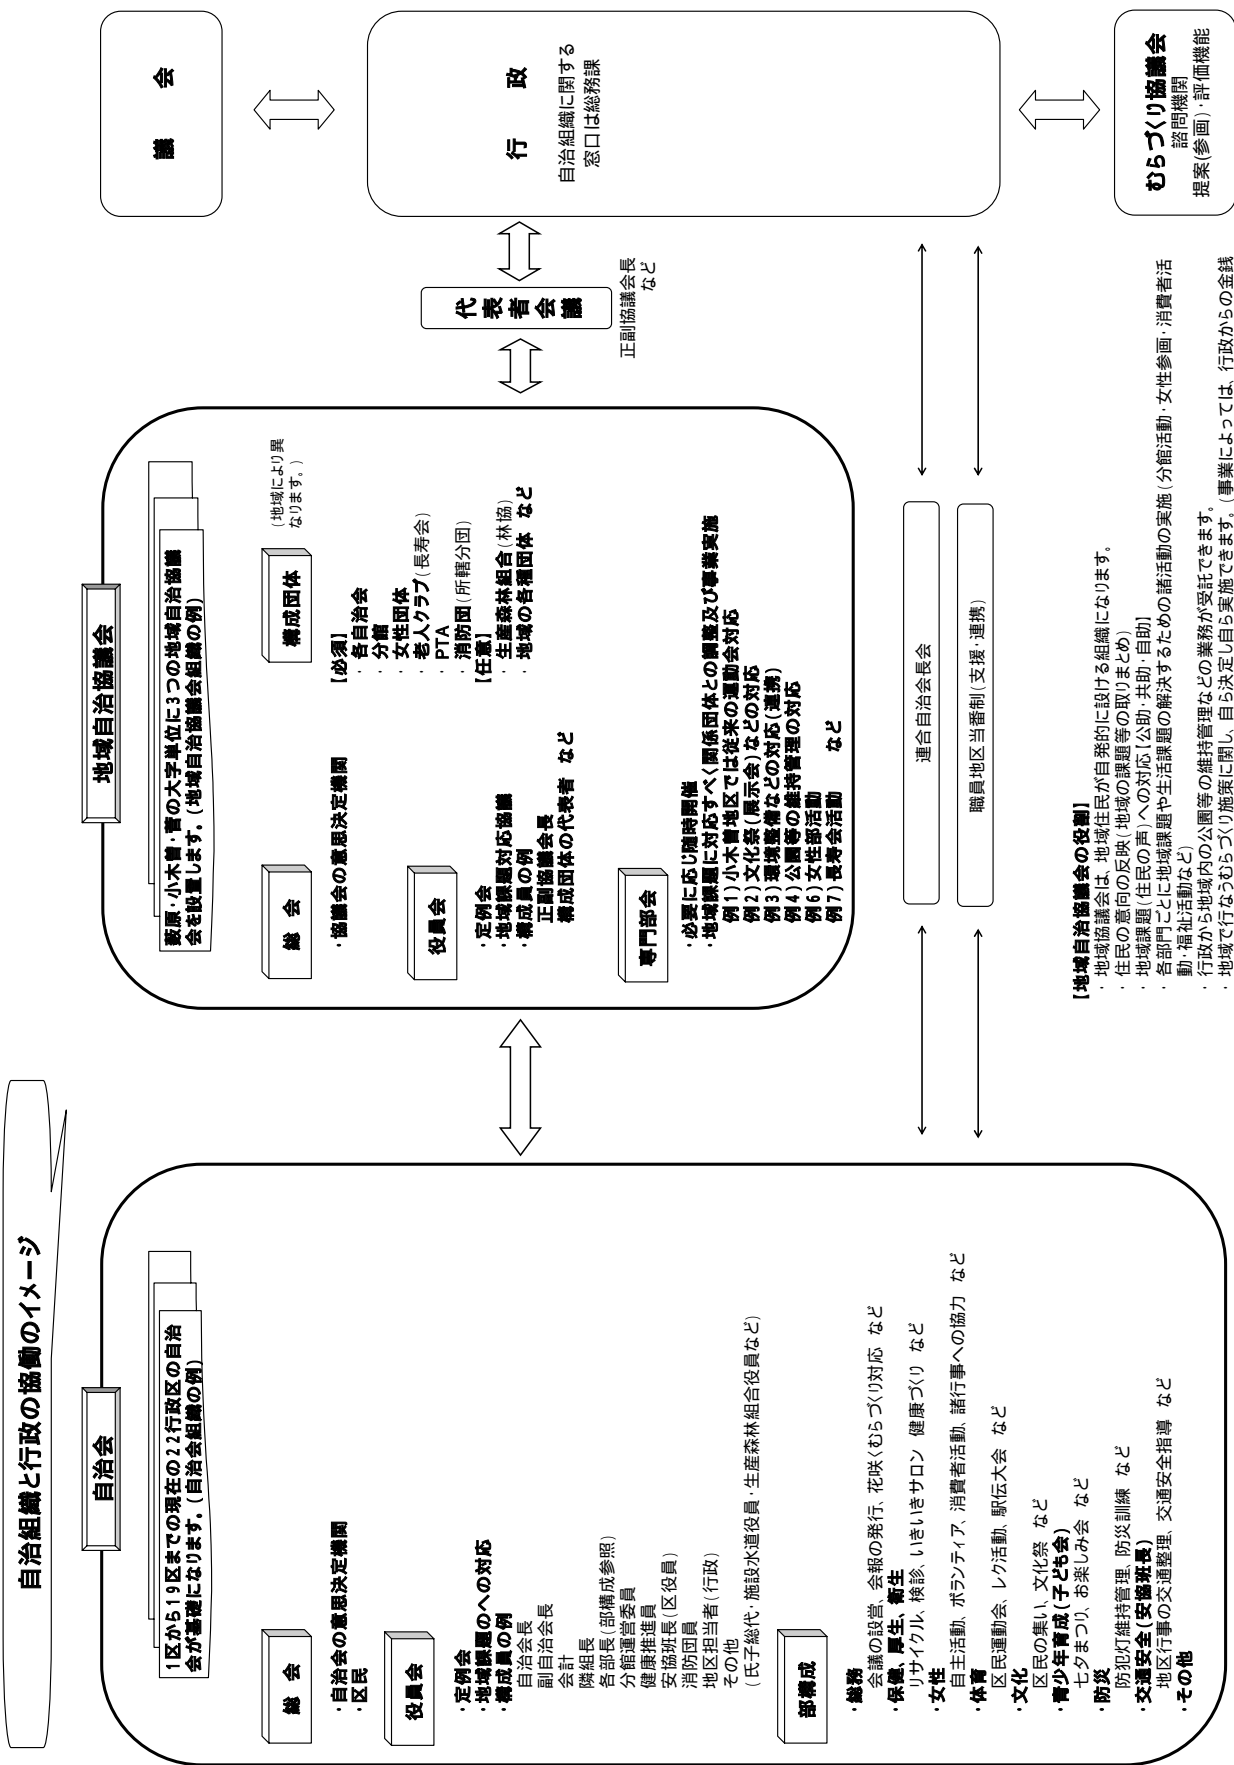 自治組織と行政の協働のイメージ
自治会
1区から19区までの現在の22行政区の自治
会が基礎になります。(自治会組織の例)
総　会
・自治会の意思決定機関
・区民
役員会
・定例会
・地域課題のへの対応
・構成員の例
自治会長
副自治会長
会計
隣組長
各部長(部構成参照)
分館運営委員
健康推進員
安協班長(区役員)
消防団員
地区担当者(行政)
その他
(氏子総代・施設水道役員・生産森林組合役員など)
部構成
・総務
会議の設営、会報の発行、花咲くむらづくり対応 など
・保健、厚生、衛生
リサイクル、検診、いきいきサロン 健康づくり など
・女性
自主活動、ボランティア、消費者活動、諸行事への協力 など
・体育
区民運動会、レク活動、駅伝大会 など
・文化
区民の集い、文化祭 など
・青少年育成(子ども会)
七夕まつり、お楽しみ会 など
・防災
防犯灯維持管理、防災訓練 など
・交通安全(安協班長)
地区行事の交通整理、交通安全指導 など
・その他
地域自治協議会
薮原・小木曽・菅の大字単位に3つの地域自治協議
会を設置します。(地域自治協議会組織の例)
総　会
・協議会の意思決定機関
役員会
・定例会
・地域課題対応協議
・構成員の例
正副協議会長
構成団体の代表者 など
専門部会
・必要に応じ随時開催
・地域課題に対応すべく関係団体との調整及び事業実施
例1)小木曽地区では従来の運動会対応
例2)文化祭(展示会)などの対応
例3)環境整備などの対応(連携)
例4)公園等の維持管理の対応
例6)女性部活動
例7)長寿会活動　など
構成団体
(地域により異
なります。)
【必須】
・各自治会
・分館
・女性団体
・老人クラブ(長寿会)
・PTA
・消防団(所轄分団)
【任意】
・生産森林組合(林協)
・地域の各種団体 など
代表者会議
正副協議会長
など
議　会
行　政
自治組織に関する
窓口は総務課
むらづくり協議会
諮問機関
提案(参画)・評価機能
連合自治会長会
職員地区当番制(支援・連携)
【地域自治協議会の役割】
・地域協議会は、地域住民が自発的に設ける組織になります。
・住民の意向の反映(地域の課題等の取りまとめ)
・地域課題(住民の声)への対応【公助・共助・自助】
・各部門ごとに地域課題や生活課題の解決するための諸活動の実施(分館活動・女性参画・消費者活
動・福祉活動など)
・行政から地域内の公園等の維持管理などの業務が受託できます。
・地域で行なうむらづくり施策に関し、自ら決定し自ら実施できます。(事業によっては、行政からの金銭